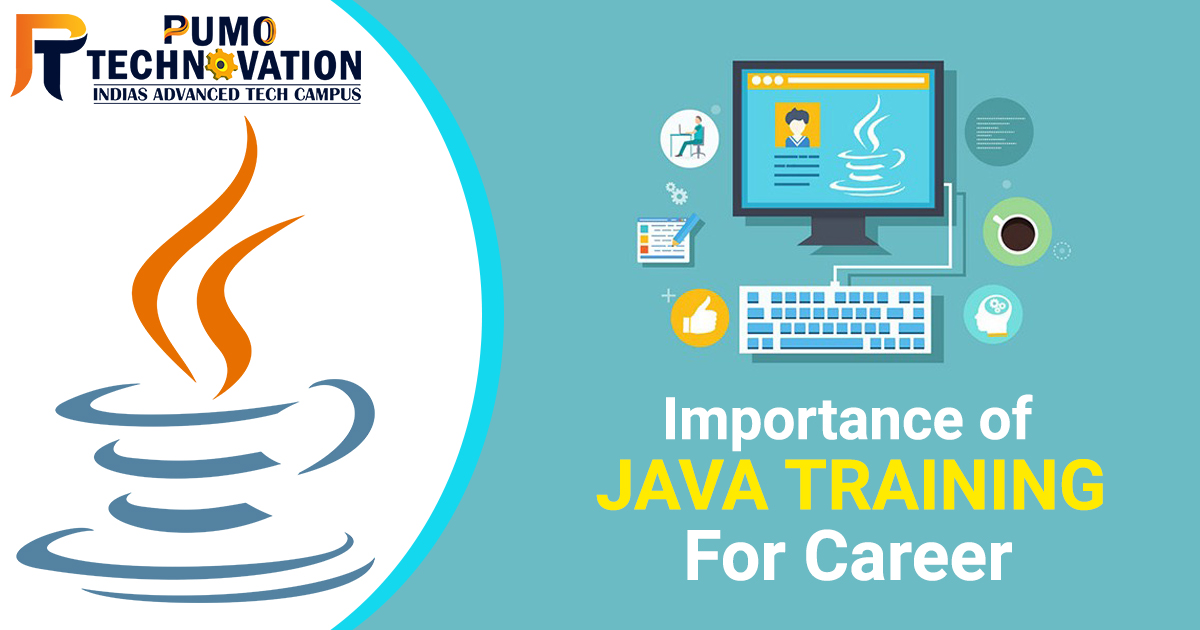 PUMO
TECHNOVATION
INDIAS ADVANCED TECH CAMPUS
Importance of
JAVA TRAINING
For Career